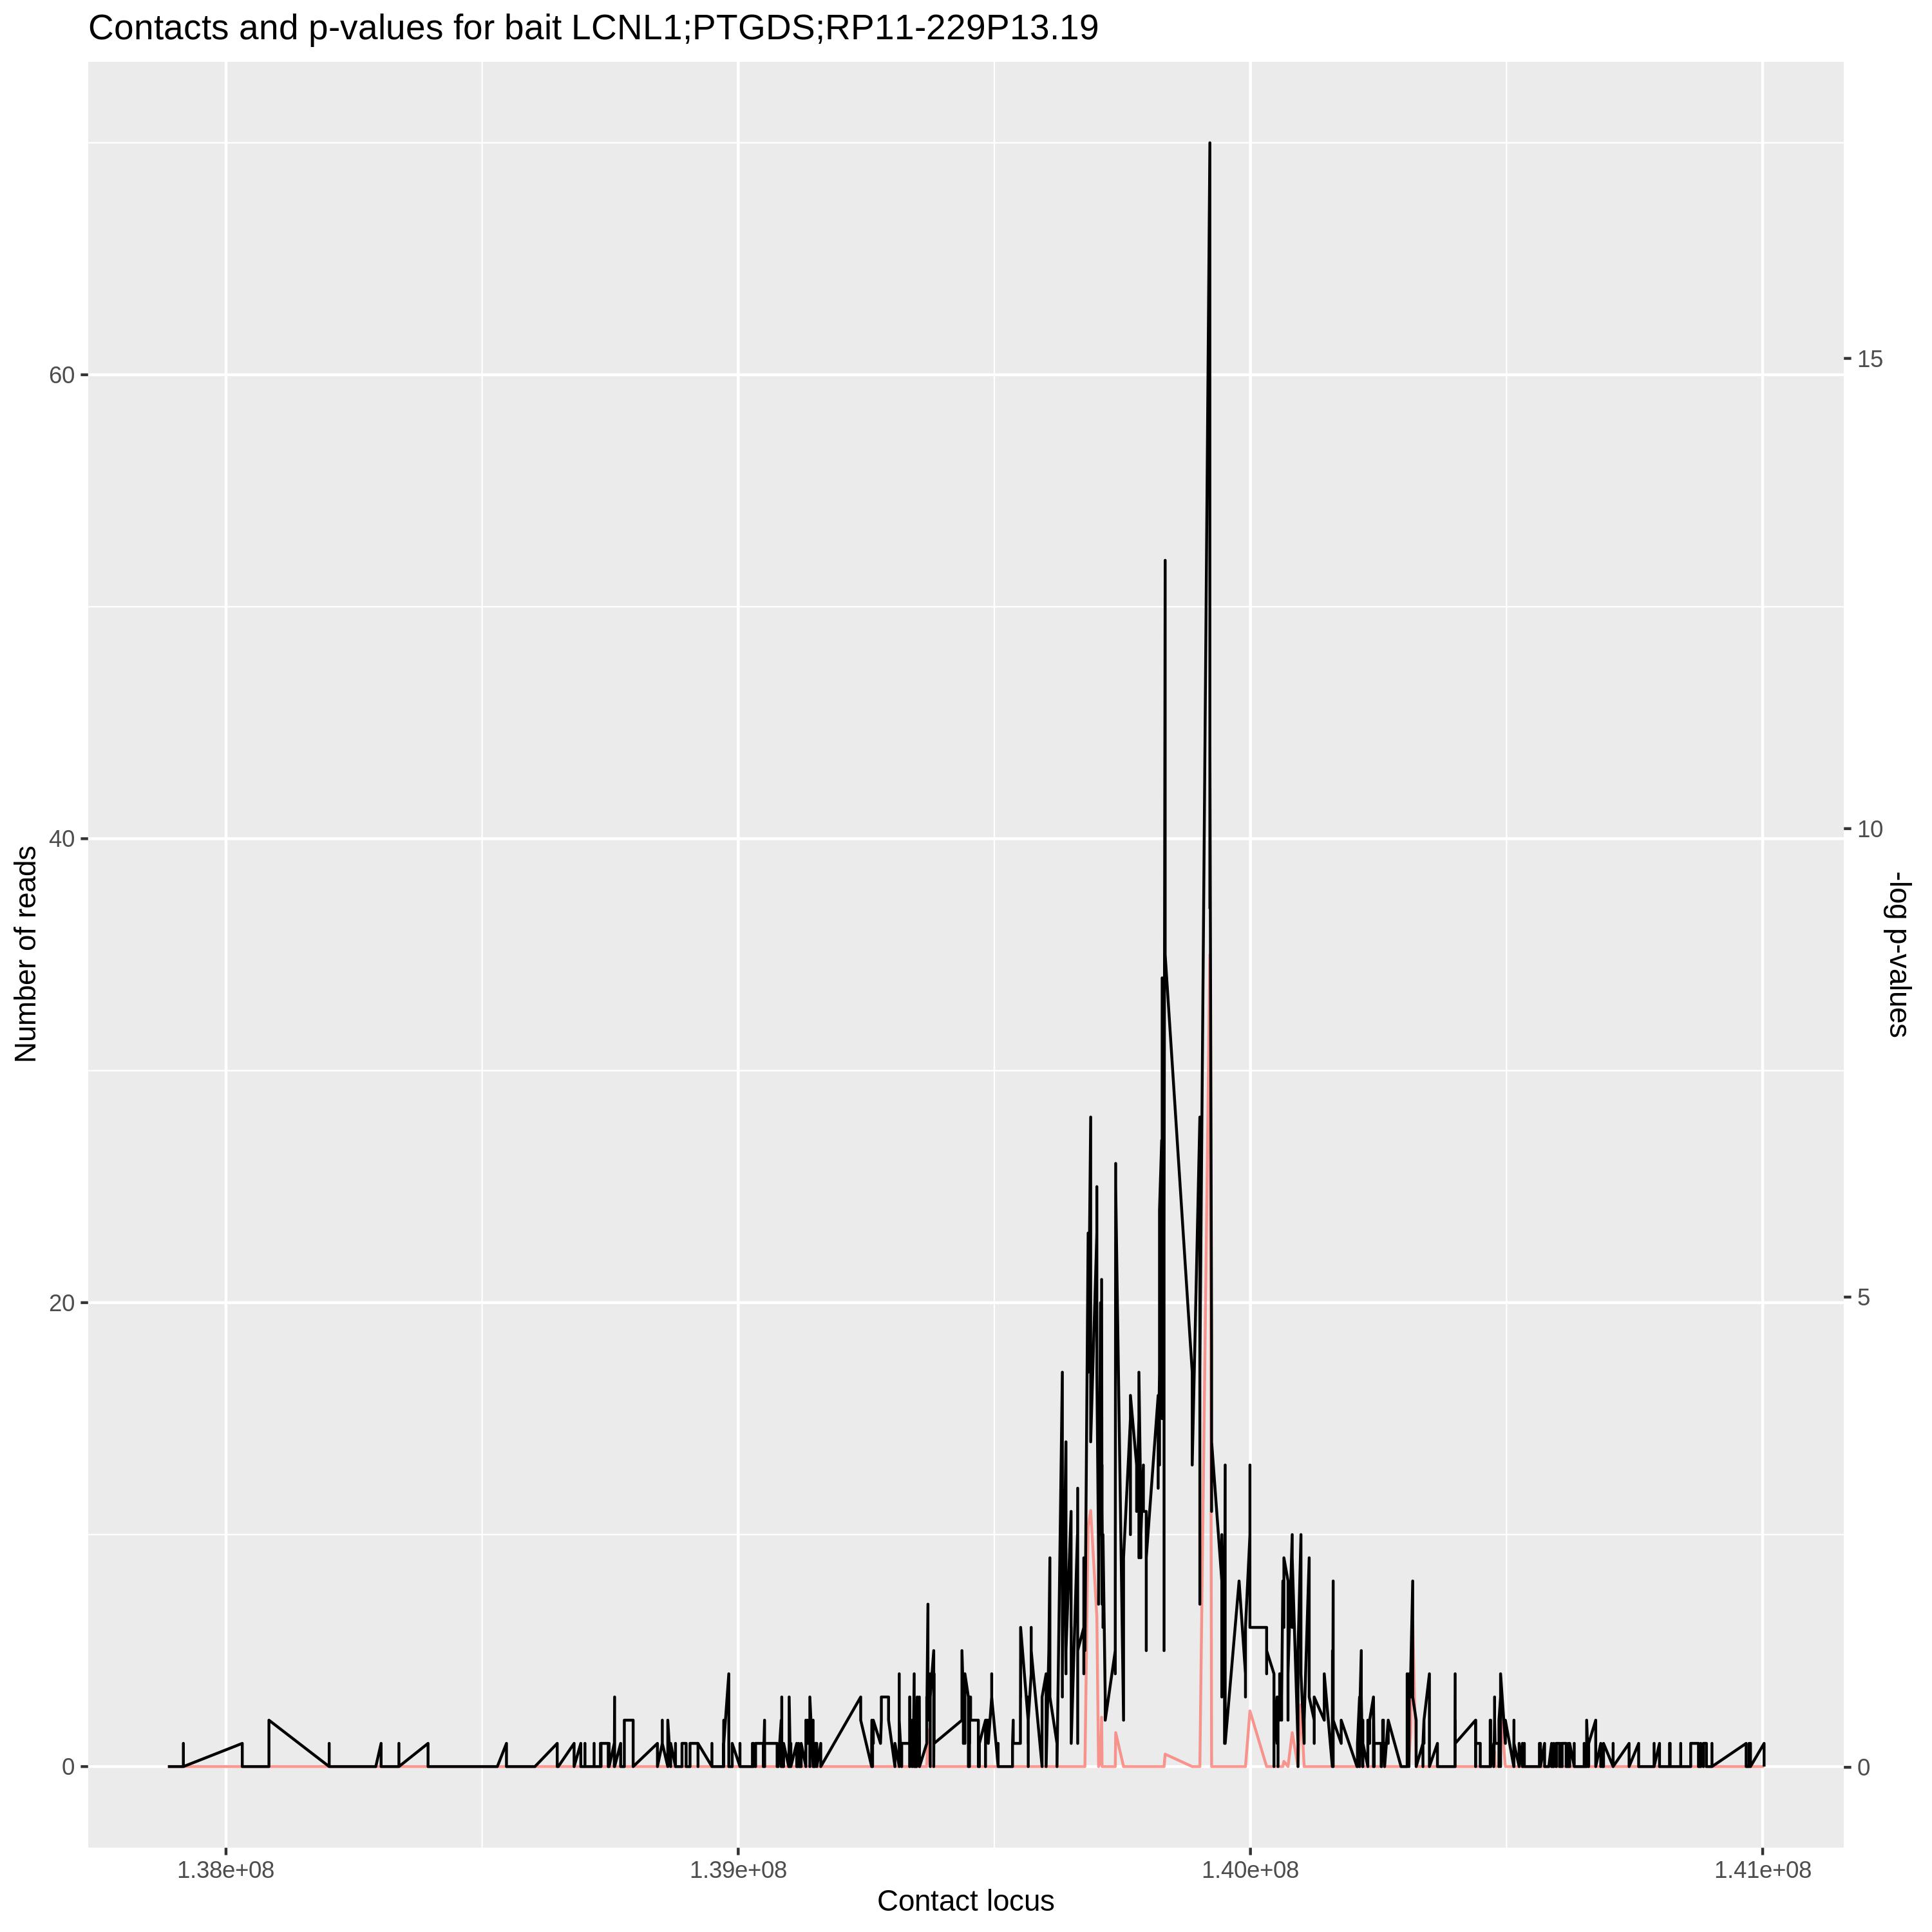 Contacts and p-values for bait LCNL1;PTGDS;RP11-229P13.19
60
40
20
0
Number of reads
15
10
5
0
-log p-values
1.38e+08
1.39e+08
1.40e+08
1.41e+08
Contact locus